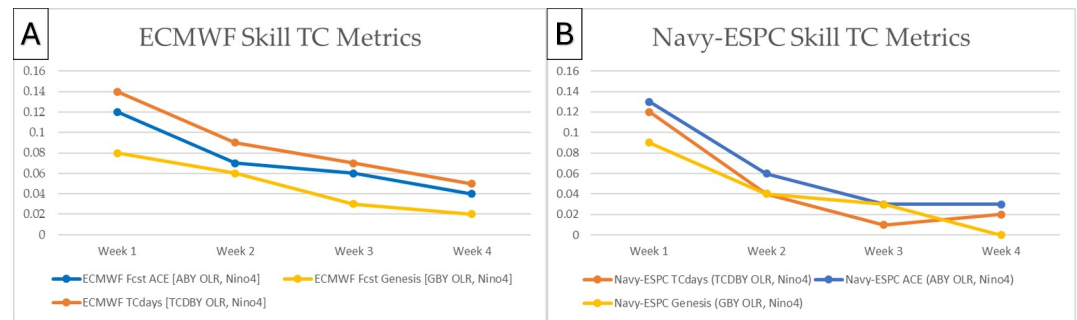 A
ECMWF Skill TC Metrics
0.16
0.14
0.12
0.1
0.08
0.06
0.04
0.02
0
Week 1 Week 2 Week 3 Week 4
ECMWF Fcst ACE [ABY OLR, Nino4] ECMWF Fcst Genesis [GBY OLR, Nino4]
ECMWF TCdays [TCDBY OLR, Nino4]
B
Navy-ESPC Skill TC Metrics
0.16
0.14
0.12
0.1
0.08
0.06
0.04
0.02
0
Week 1 Week 2 Week 3 Week 4
Navy-ESPC TCdays (TCDBY OLR, Nino4) Navy-ESPC ACE (ABY OLR, Nino4)
Navy-ESPC Genesis (GBY OLR, Nino4)